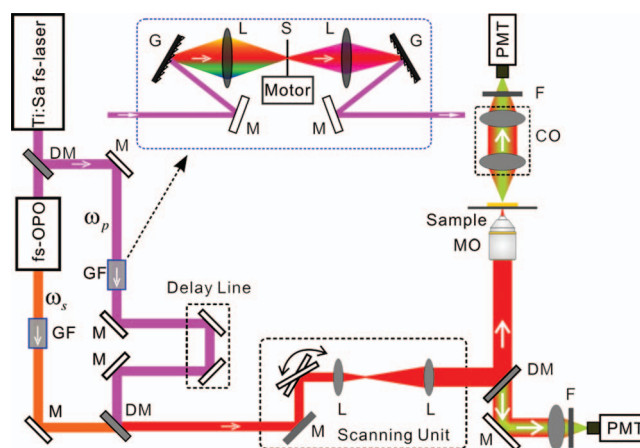 Ti:Sa fs-laser
G
L
S
L
G
Motor
M
M
PMT
F
CO
DM
M
fs-OPO
ωp
Sample
MO
GF
Delay Line
ωs
GF
M
M
M
DM
L
L
M
Scanning Unit
DM
F
M
PMT